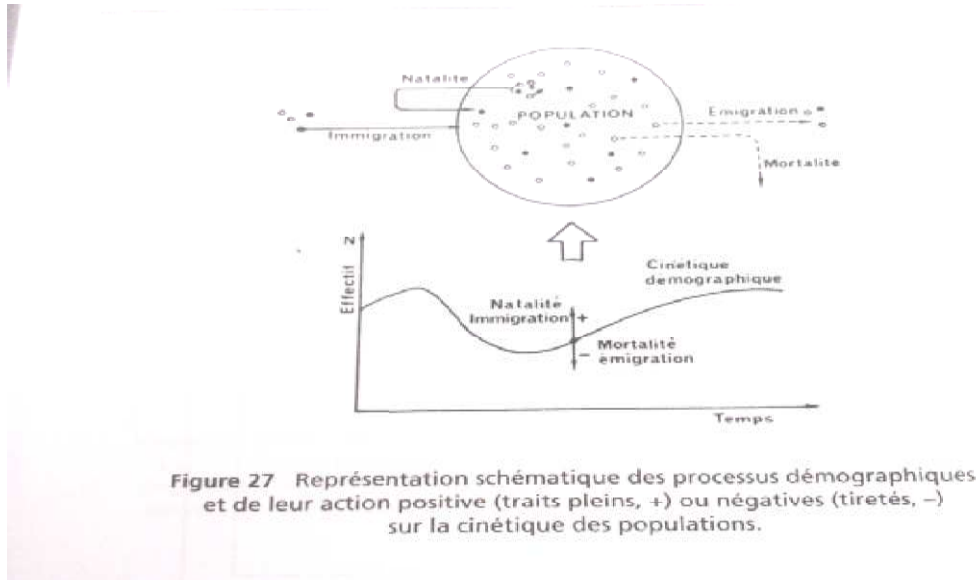 Natalité
POPULATION
Emigration
Immigration
Mortalité
N
Effectif
Cinétique
démographique
Natalité
Immigration +
Mortalité
– émigration
Temps
Figure 27 Représentation schématique des processus démographiques
et de leur action positive (traits pleins, +) ou négatives (tiretés, –)
sur la cinétique des populations.